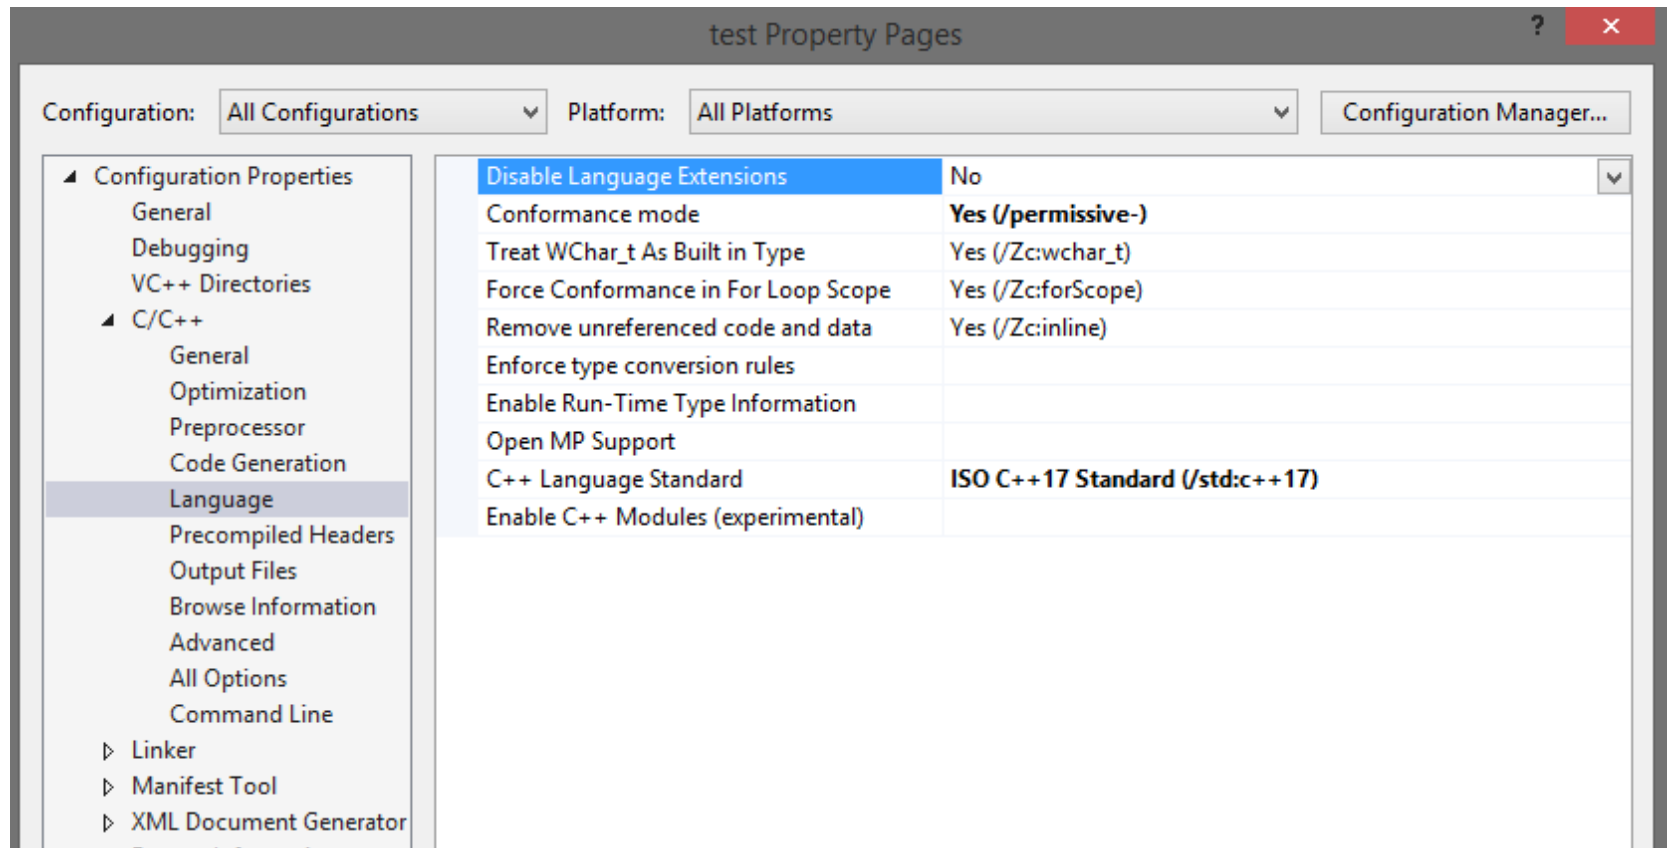 test Property Pages
?
Configuration: All Configurations Platform: All Platforms Configuration Manager...
Configuration Properties
General
Debugging
VC++ Directories
C/C++
General
Optimization
Preprocessor
Code Generation
Language
Precompiled Headers
Output Files
Browse Information
Advanced
All Options
Command Line
Linker
Manifest Tool
XML Document Generator
Disable Language Extensions No
Conformance mode Yes (/permissive-)
Treat WChar_t As Built in Type Yes (/Zc:wchar_t)
Force Conformance in For Loop Scope Yes (/Zc:forScope)
Remove unreferenced code and data Yes (/Zc:inline)
Enforce type conversion rules
Enable Run-Time Type Information
Open MP Support
C++ Language Standard ISO C++17 Standard (/std:c++17)
Enable C++ Modules (experimental)